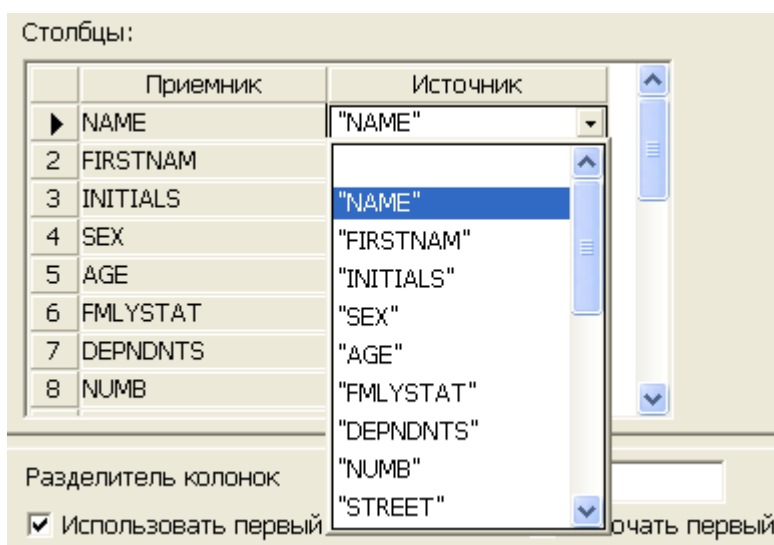 Столбцы:
Приемник Источник
NAME "NAME"
2 FIRSTNAM
3 INITIALS "NAME"
4 SEX "FIRSTNAM"
5 AGE "INITIALS"
6 FMLYSTAT "SEX"
7 DEPNDNTS "AGE"
8 NUMB "FMLYSTAT"
"DEPNDNTS"
Разделитель колонок "NUMB"
"STREET"
Использовать первый первый